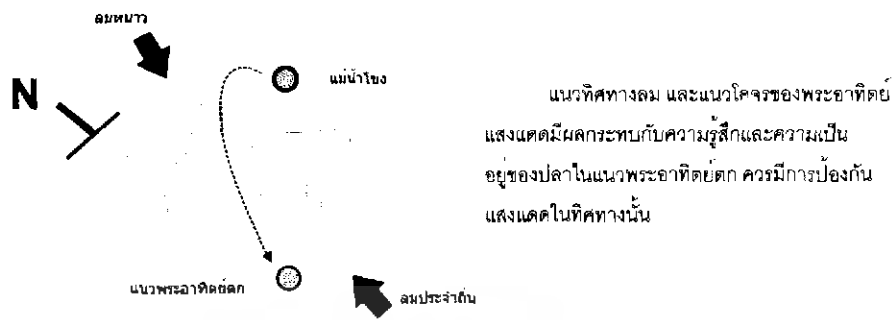 ลมหนาว
N
แม่น้ำโขง
แนวทิศทางลม และแนวโคจรของพระอาทิตย์
แสงแดดมีผลกระทบกับความรู้สึกและความเป็น
อยู่ของปลาในแนวพระอาทิตย์ตก ควรมีการป้องกัน
แสงแดดในทิศทางนั้น
แนวพระอาทิตย์ตก
ลมประจำถิ่น